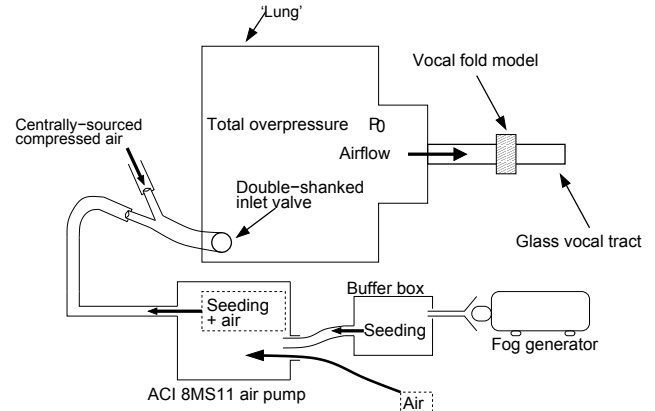 'Lung'
Vocal fold model
Centrally−sourced
compressed air
Total overpressure P0
Airflow
Double−shanked
inlet valve
Glass vocal tract
Buffer box
Seeding
+ air
Seeding
Fog generator
ACI 8MS11 air pump
Air